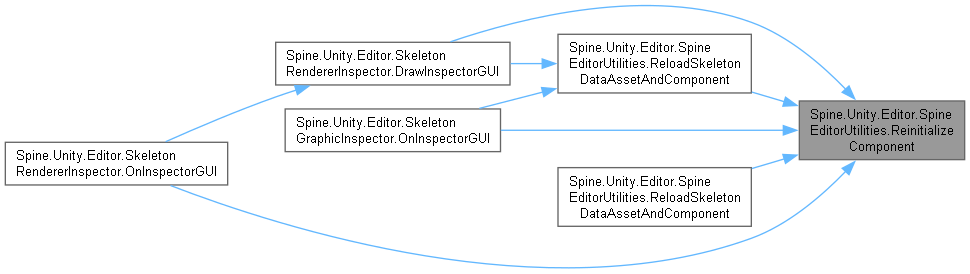 Spine.Unity.Editor.Skeleton
RendererInspector.OnInspectorGUI
Spine.Unity.Editor.Skeleton
RendererInspector.DrawInspectorGUI
Spine.Unity.Editor.Skeleton
GraphicInspector.OnInspectorGUI
Spine.Unity.Editor.Spine
EditorUtilities.ReloadSkeleton
DataAssetAndComponent
Spine.Unity.Editor.Spine
EditorUtilities.ReloadSkeleton
DataAssetAndComponent
Spine.Unity.Editor.Spine
EditorUtilities.Reinitialize
Component